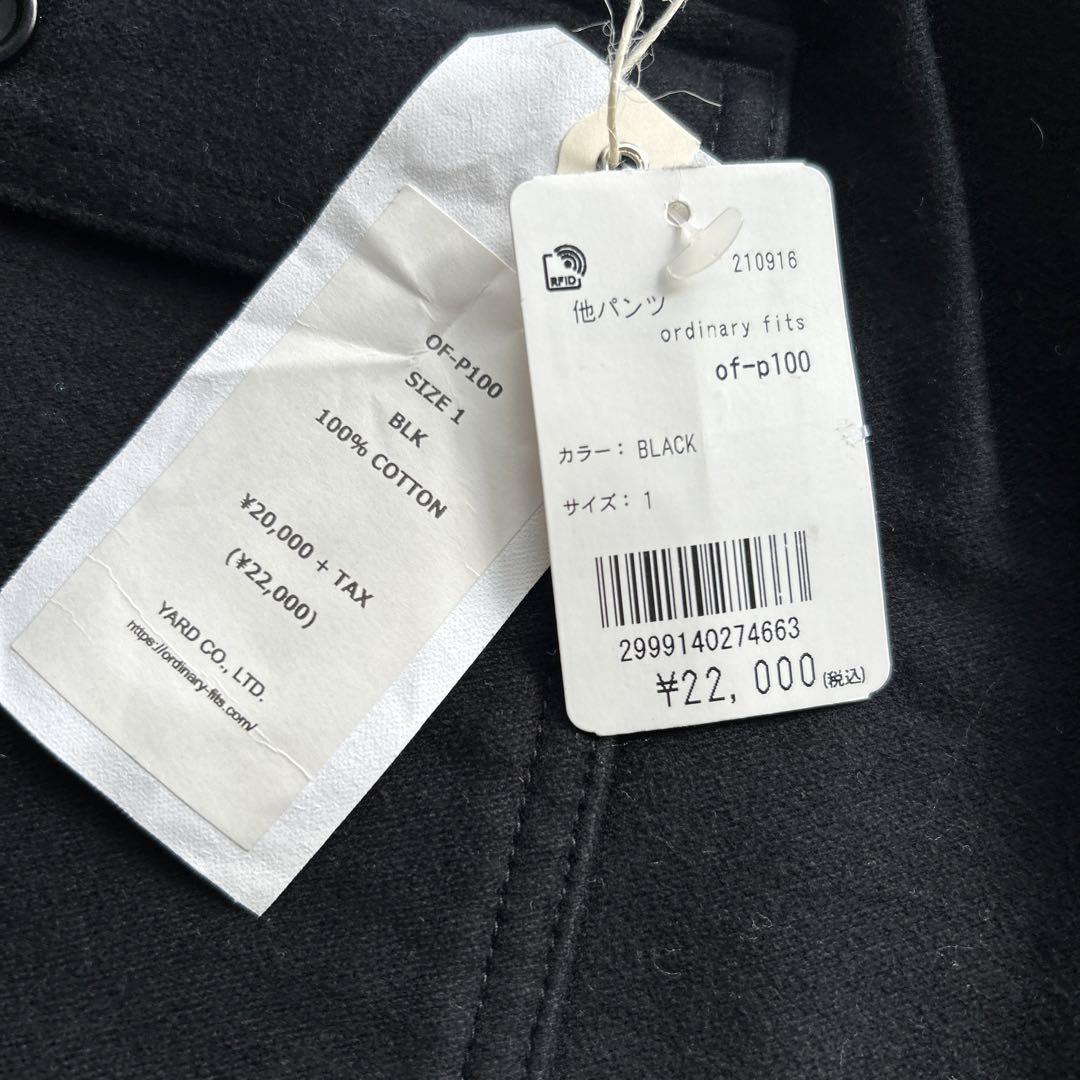 OF-P100
SIZE 1
BLK
100% COTTON
¥20,000 + TAX
(¥22,000)
YARD CO., LTD.
https://ordinary-fits.com/
RFID
210916
他パンツ
ordinary fits
of-p100
カラー: BLACK
サイズ: 1
2999140274663
¥22,000(税込)